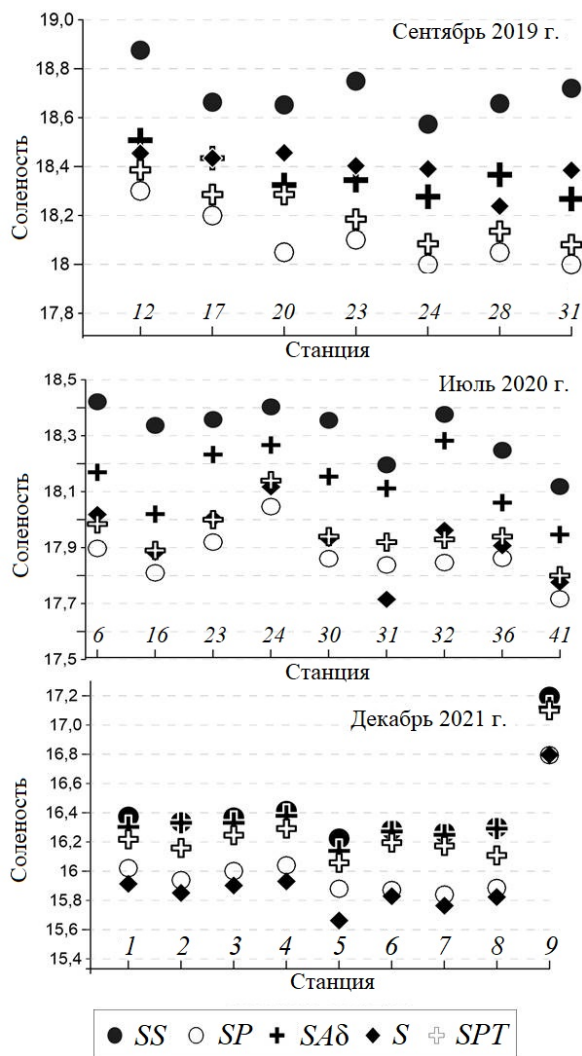 19,0
Сентябрь 2019 г.
18,8
18,6
18,4
18,2
18
17,8
Соленость
12 17 20 23 24 28 31
Станция
18,5
Июль 2020 г.
18,3
18,1
17,9
17,7
17,5
Соленость
6 16 23 24 30 31 32 36 41
Станция
17,2
17,0
Декабрь 2021 г.
16,8
16,4
16,2
16
15,8
15,6
15,4
Соленость
1 2 3 4 5 6 7 8 9
Станция
SS SP SAδ S SPT